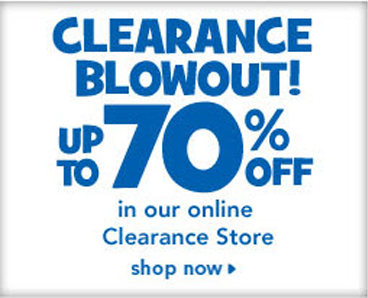 CLEARANCE
BLOWOUT!
UP TO 70% OFF
in our online
Clearance Store
shop now